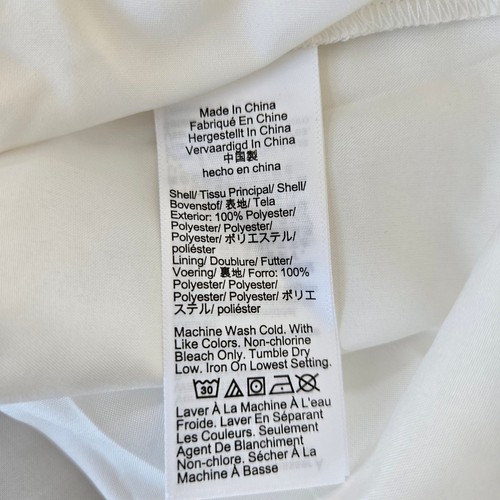 Made In China
Fabriqué En Chine
Hergestellt In China
Vervaardigd In China
中国製
hecho en china
Shell/ Tissu Principal/ Shell/
Bovenstof/ 表地/ Tela
Exterior: 100% Polyester/
Polyester/ Polyester/
Polyester/ ポリエステル/
poliéster
Lining/ Doublure/ Futter/
Voering/ 裏地/ Forro: 100%
Polyester/ Polyester/
Polyester/ Polyester/ ポリエ
ステル/ poliéster
Machine Wash Cold. With
Like Colors. Non-chlorine
Bleach Only. Tumble Dry
Low. Iron On Lowest Setting.
30
Laver À La Machine À L'eau
Froide. Laver En Séparant
Les Couleurs. Seulement
Agent De Blanchiment
Non-chlore. Sécher À La
Machine À Basse